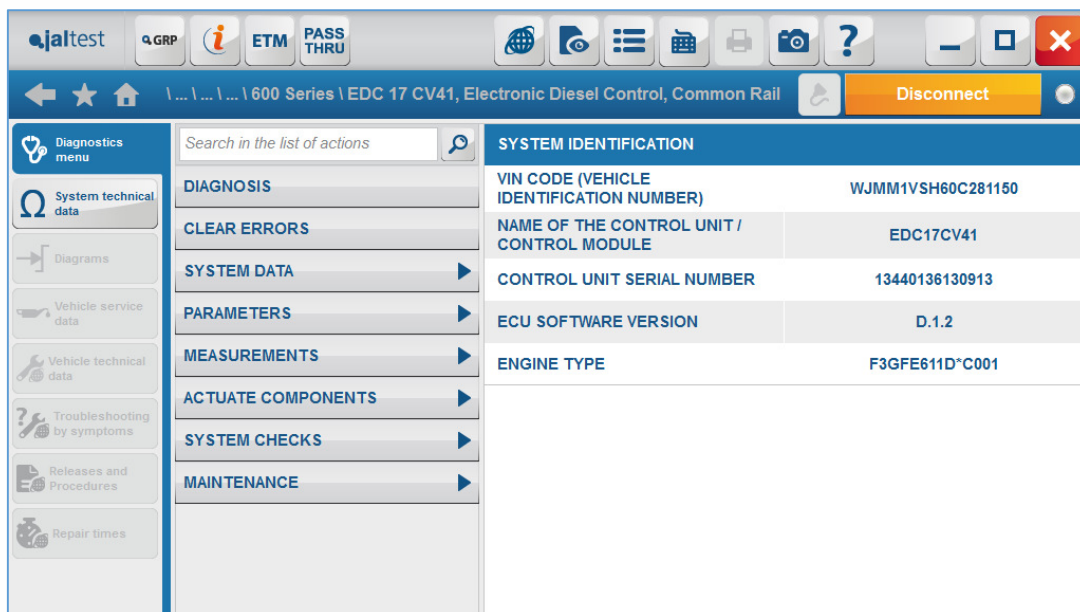 jaltest GRP i ETM PASS THRU ?
\ ... \ ... \ ... \ 600 Series \ EDC 17 CV41, Electronic Diesel Control, Common Rail
Disconnect
Diagnostics
menu
System technical
data
Diagrams
Vehicle service
data
Vehicle technical
data
Troubleshooting
by symptoms
Releases and
Procedures
Repair times
Search in the list of actions
DIAGNOSIS
CLEAR ERRORS
SYSTEM DATA
PARAMETERS
MEASUREMENTS
ACTUATE COMPONENTS
SYSTEM CHECKS
MAINTENANCE
SYSTEM IDENTIFICATION
VIN CODE (VEHICLE
IDENTIFICATION NUMBER)
WJMM1VSH60C281150
NAME OF THE CONTROL UNIT /
CONTROL MODULE
EDC17CV41
CONTROL UNIT SERIAL NUMBER
13440136130913
ECU SOFTWARE VERSION
D.1.2
ENGINE TYPE
F3GFE611D*C001